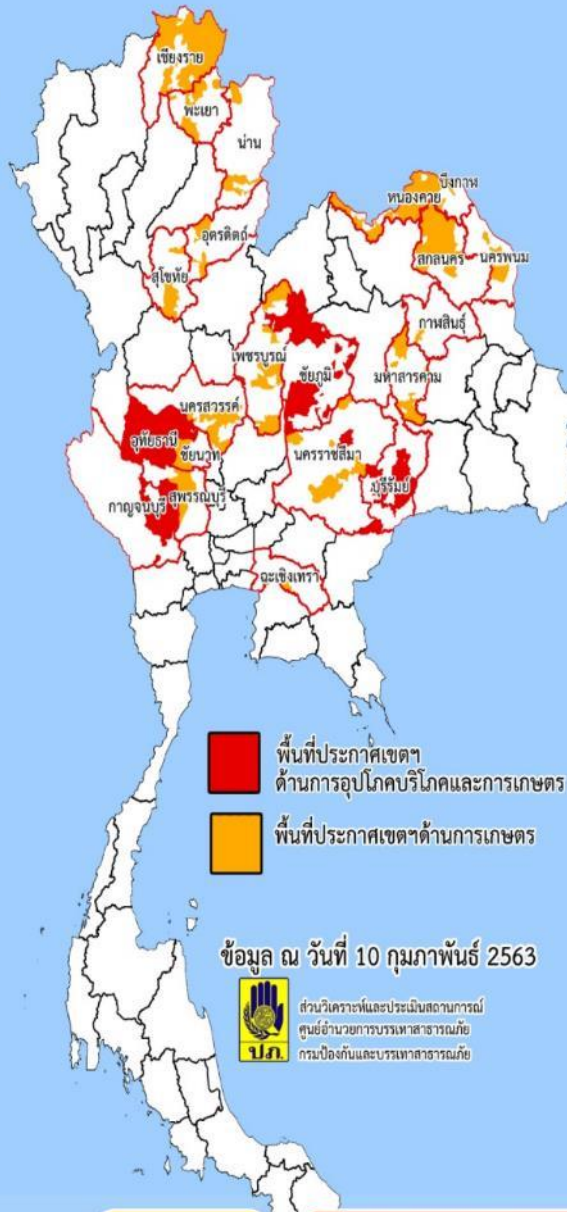 เชียงราย
พะเยา
น่าน
บึงกาฬ
หนองคาย
อุตรดิตถ์
สกลนคร
นครพนม
สุโขทัย
กาฬสินธุ์
เพชรบูรณ์
ชัยภูมิ
มหาสารคาม
นครสวรรค์
อุทัยธานี
ชัยนาท
นครราชสีมา
บุรีรัมย์
กาญจนบุรี
สุพรรณบุรี
ฉะเชิงเทรา
พื้นที่ประกาศเขตฯ
ด้านการอุปโภคบริโภคและการเกษตร
พื้นที่ประกาศเขตฯด้านการเกษตร
ข้อมูล ณ วันที่ 10 กุมภาพันธ์ 2563
ส่วนวิเคราะห์และประเมินสถานการณ์
ศูนย์อำนวยการบรรเทาสาธารณภัย
กรมป้องกันและบรรเทาสาธารณภัย
ปภ.